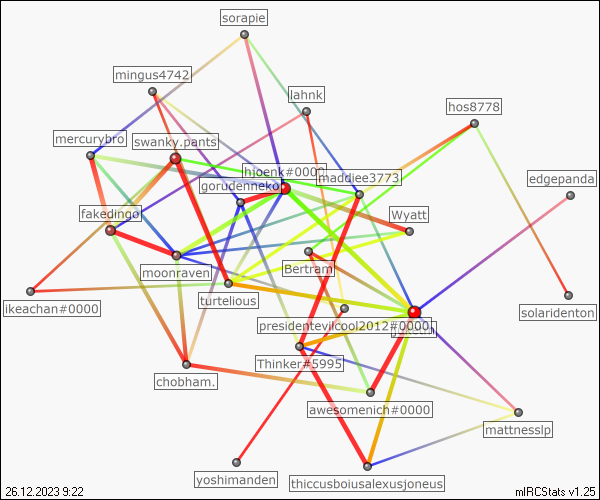 sorapie
mingus4742
lahnk
hos8778
mercurybro
swanky.pants
hjoenk#0000
maddiee3773
edgepanda
gorudenneko
fakedingo
Wyatt
moonraven
Bertram
ikeachan#0000
turtelious
solaridenton
presidentevilcool2012#0000
Thinker#5995
chobham.
awesomenich#0000
mattnesslp
yoshimanden
thiccusboiusalexusjoneus
26.12.2023 9:22
mIRCStats v1.25